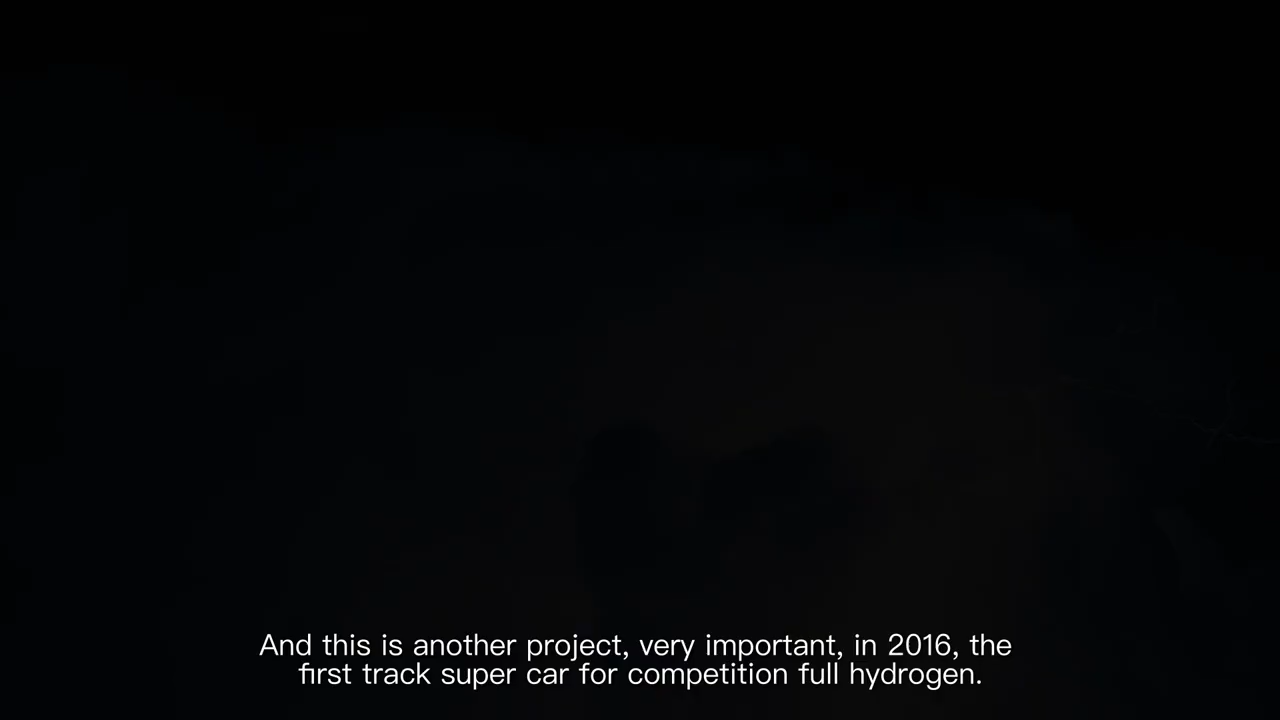 And this is another project, very important, in 2016, the
first track super car for competition full hydrogen.